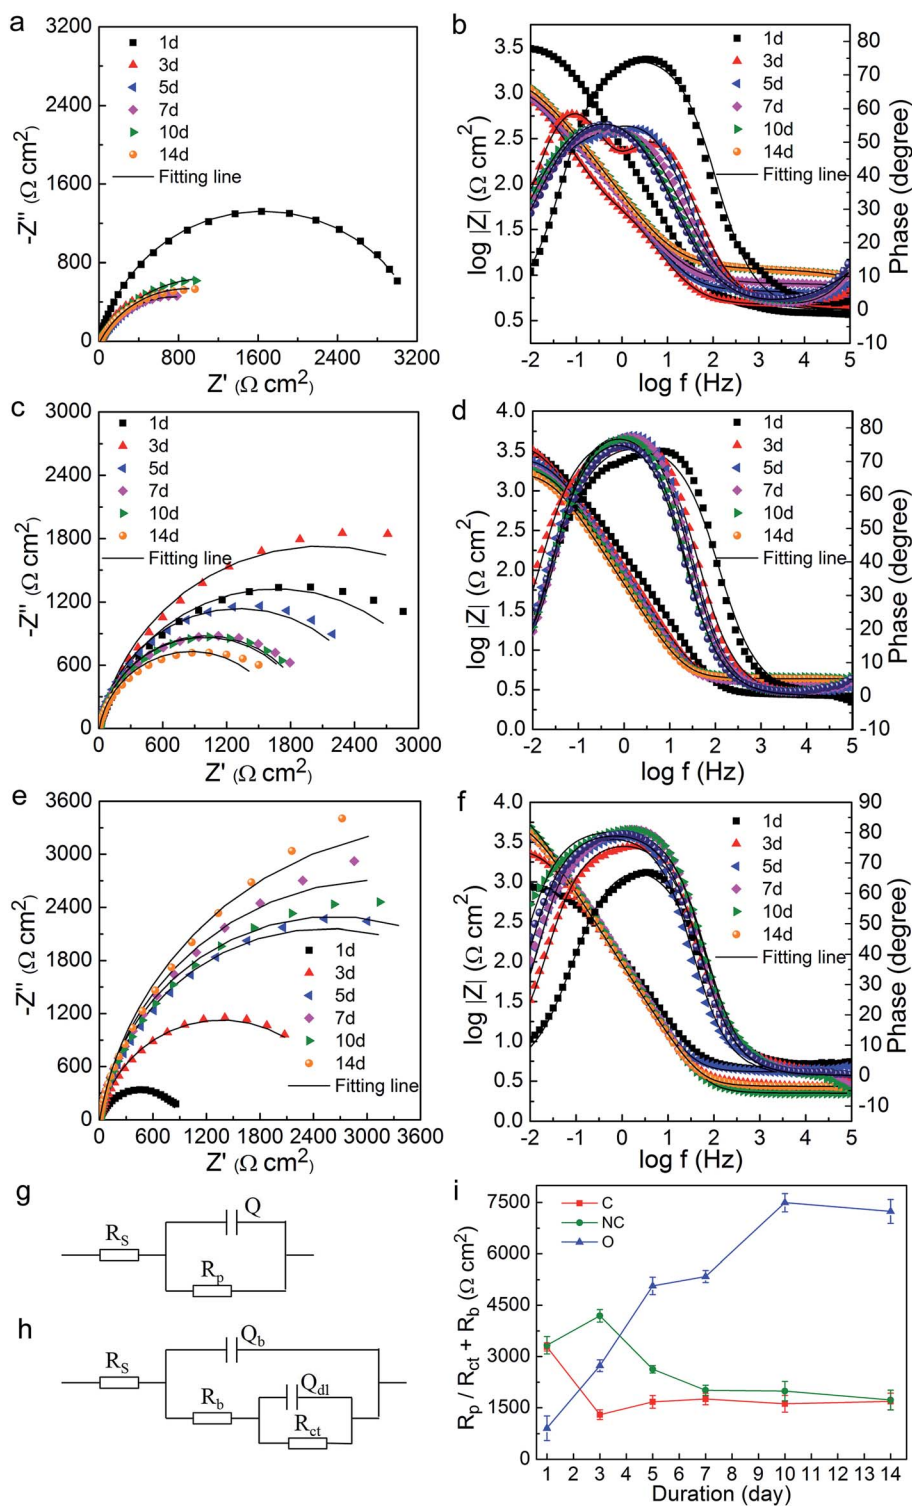 a
3200
2400
1600
800
0
-Z" (Ω cm²)
1d
3d
5d
7d
10d
14d
Fitting line
0 800 1600 2400 3200
Z' (Ω cm²)
b
3.5
3.0
2.5
2.0
1.5
1.0
0.5
log |Z| (Ω cm²)
1d
3d
5d
7d
10d
14d
Fitting line
80
70
60
50
40
30
20
10
0
-10
Phase (degree)
-2 -1 0 1 2 3 4 5
log f (Hz)
c
3000
2400
1800
1200
600
0
-Z" (Ω cm²)
1d
3d
5d
7d
10d
14d
Fitting line
0 600 1200 1800 2400 3000
Z' (Ω cm²)
d
4.0
3.5
3.0
2.5
2.0
1.5
1.0
0.5
0.0
log |Z| (Ω cm²)
1d
3d
5d
7d
10d
14d
Fitting line
80
70
60
50
40
30
20
10
0
-10
Phase (degree)
-2 -1 0 1 2 3 4 5
log f (Hz)
e
3600
3000
2400
1800
1200
600
0
-Z" (Ω cm²)
1d
3d
5d
7d
10d
14d
Fitting line
0 600 1200 1800 2400 3000 3600
Z' (Ω cm²)
f
4.0
3.5
3.0
2.5
2.0
1.5
1.0
0.5
0.0
log |Z| (Ω cm²)
1d
3d
5d
7d
10d
14d
Fitting line
90
80
70
60
50
40
30
20
10
0
-10
Phase (degree)
-2 -1 0 1 2 3 4 5
log f (Hz)
g
R_S
Q
R_p
h
R_S
Q_b
R_b
Q_dl
R_ct
i
7500
6000
4500
3000
1500
0
R_p / R_ct + R_b (Ω cm²)
C
NC
O
1 2 3 4 5 6 7 8 9 10 11 12 13 14
Duration (day)